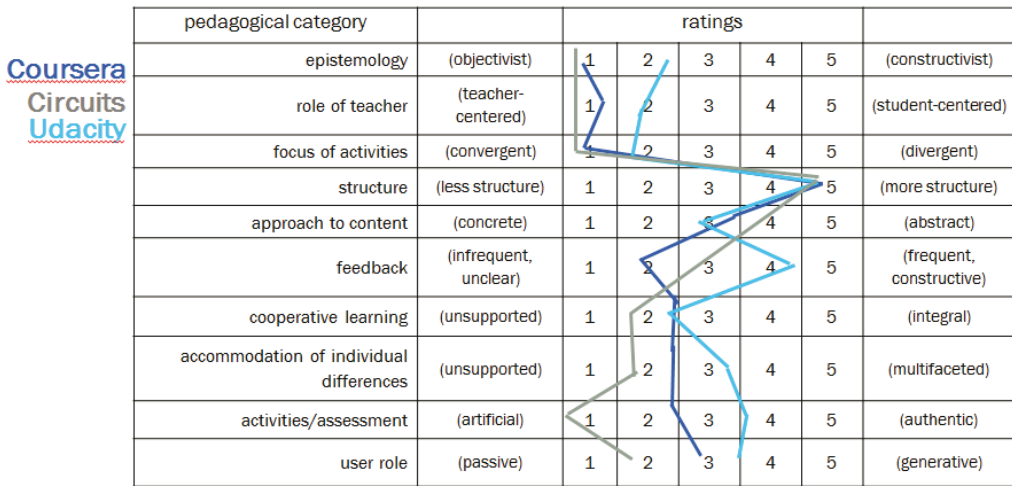 pedagogical category ratings
epistemology (objectivist) 1 2 3 4 5 (constructivist)
Coursera
Circuits
Udacity
role of teacher (teacher-centered) 1 2 3 4 5 (student-centered)
focus of activities (convergent) 1 2 3 4 5 (divergent)
structure (less structure) 1 2 3 4 5 (more structure)
approach to content (concrete) 1 2 3 4 5 (abstract)
feedback (infrequent, unclear) 1 2 3 4 5 (frequent, constructive)
cooperative learning (unsupported) 1 2 3 4 5 (integral)
accommodation of individual differences (unsupported) 1 2 3 4 5 (multifaceted)
activities/assessment (artificial) 1 2 3 4 5 (authentic)
user role (passive) 1 2 3 4 5 (generative)